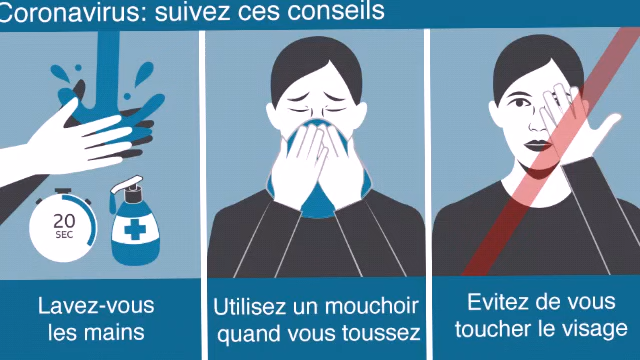 Coronavirus: suivez ces conseils
20
SEC
Lavez-vous
les mains
Utilisez un mouchoir
quand vous toussez
Evitez de vous
toucher le visage